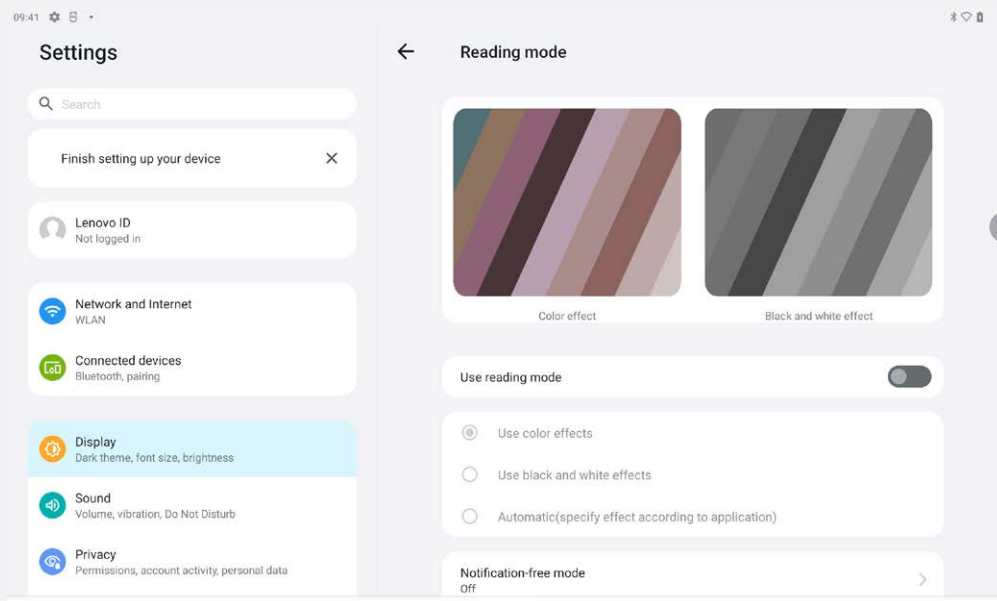 09:41
Settings
Search
Finish setting up your device
Lenovo ID
Not logged in
Network and Internet
WLAN
Connected devices
Bluetooth, pairing
Display
Dark theme, font size, brightness
Sound
Volume, vibration, Do Not Disturb
Privacy
Permissions, account activity, personal data
Reading mode
Color effect
Black and white effect
Use reading mode
Use color effects
Use black and white effects
Automatic(specify effect according to application)
Notification-free mode
Off